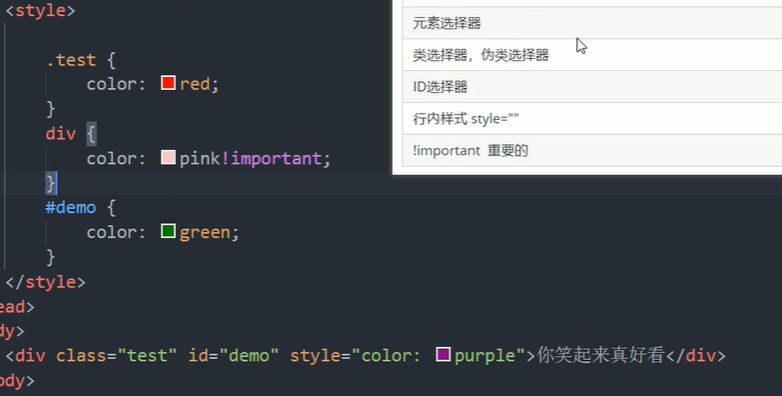 <style>
.test {
color: red;
}
div {
color: pink!important;
}
#demo {
color: green;
}
</style>
ead>
dy>
<div class="test" id="demo" style="color: purple">你笑起来真好看</div>
ody>
元素选择器
类选择器，伪类选择器
ID选择器
行内样式 style=""
!important 重要的